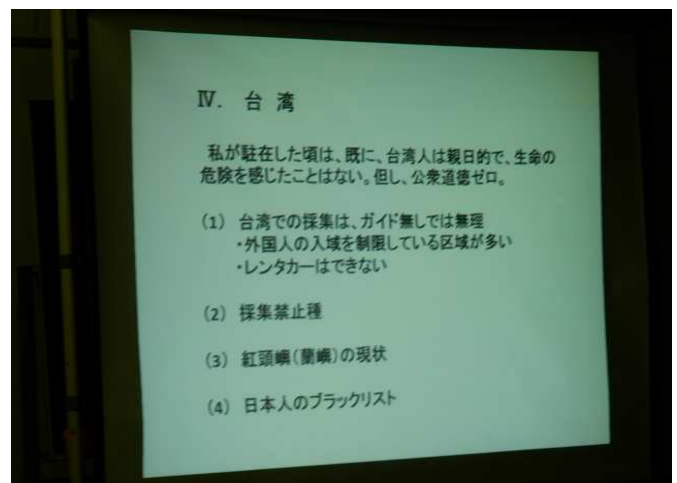 Ⅳ. 台 湾
私が駐在した頃は、既に、台湾人は親日的で、生命の
危険を感じたことはない。但し、公衆道徳ゼロ。
(1) 台湾での採集は、ガイド無しでは無理
・外国人の入域を制限している区域が多い
・レンタカーはできない
(2) 採集禁止種
(3) 紅頭嶼(蘭嶼)の現状
(4) 日本人のブラックリスト